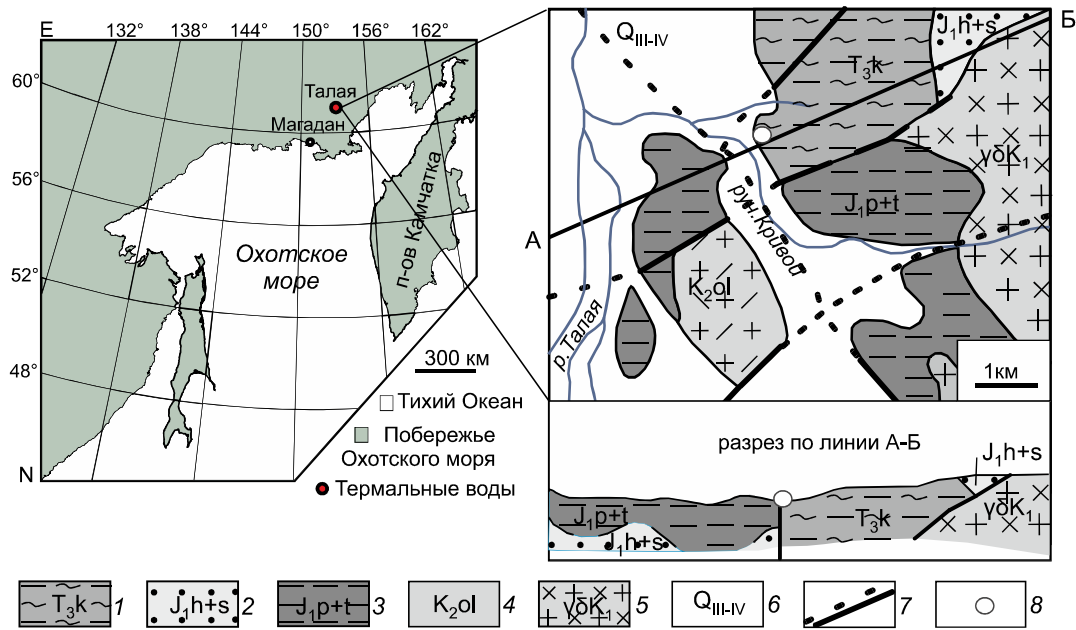 E 132° 138° 144° 150° 156° 162°
60°
56°
52°
48°
N
Талая
Магадан
п-ов Камчатка
Охотское
море
300 км
Тихий Океан
Побережье
Охотского моря
Термальные воды
Б
А
Q III-IV
T₃k
J₁h+s
γδK₁
J₁p+t
K₂ol
руч.Кривой
р. Талая
1км
разрез по линии А-Б
J₁h+s
J₁p+t
J₁h+s
T₃k
γδK₁
T₃k 1 J₁h+s 2 J₁p+t 3 K₂ol 4 γδK₁ 5 Q III-IV 6 7 8